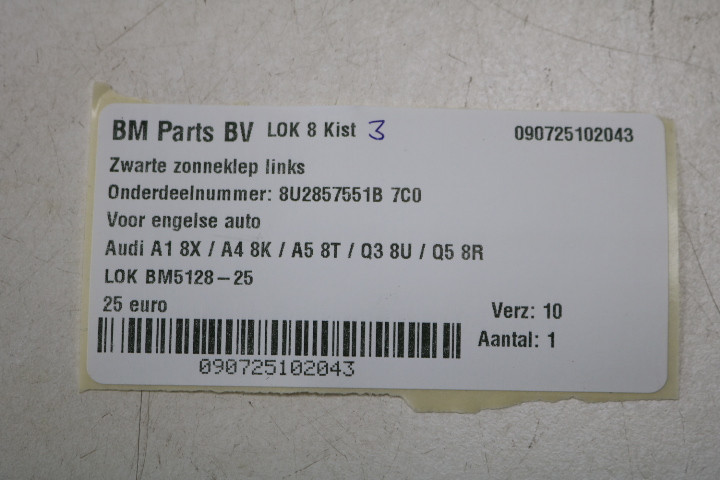 BM Parts BV LOK 8 Kist 3 090725102043
Zwarte zonneklep links
Onderdeelnummer: 8U2857551B 7C0
Voor engelse auto
Audi A1 8X / A4 8K / A5 8T / Q3 8U / Q5 8R
LOK BM5128-25
25 euro Verz: 10
Aantal: 1
090725102043